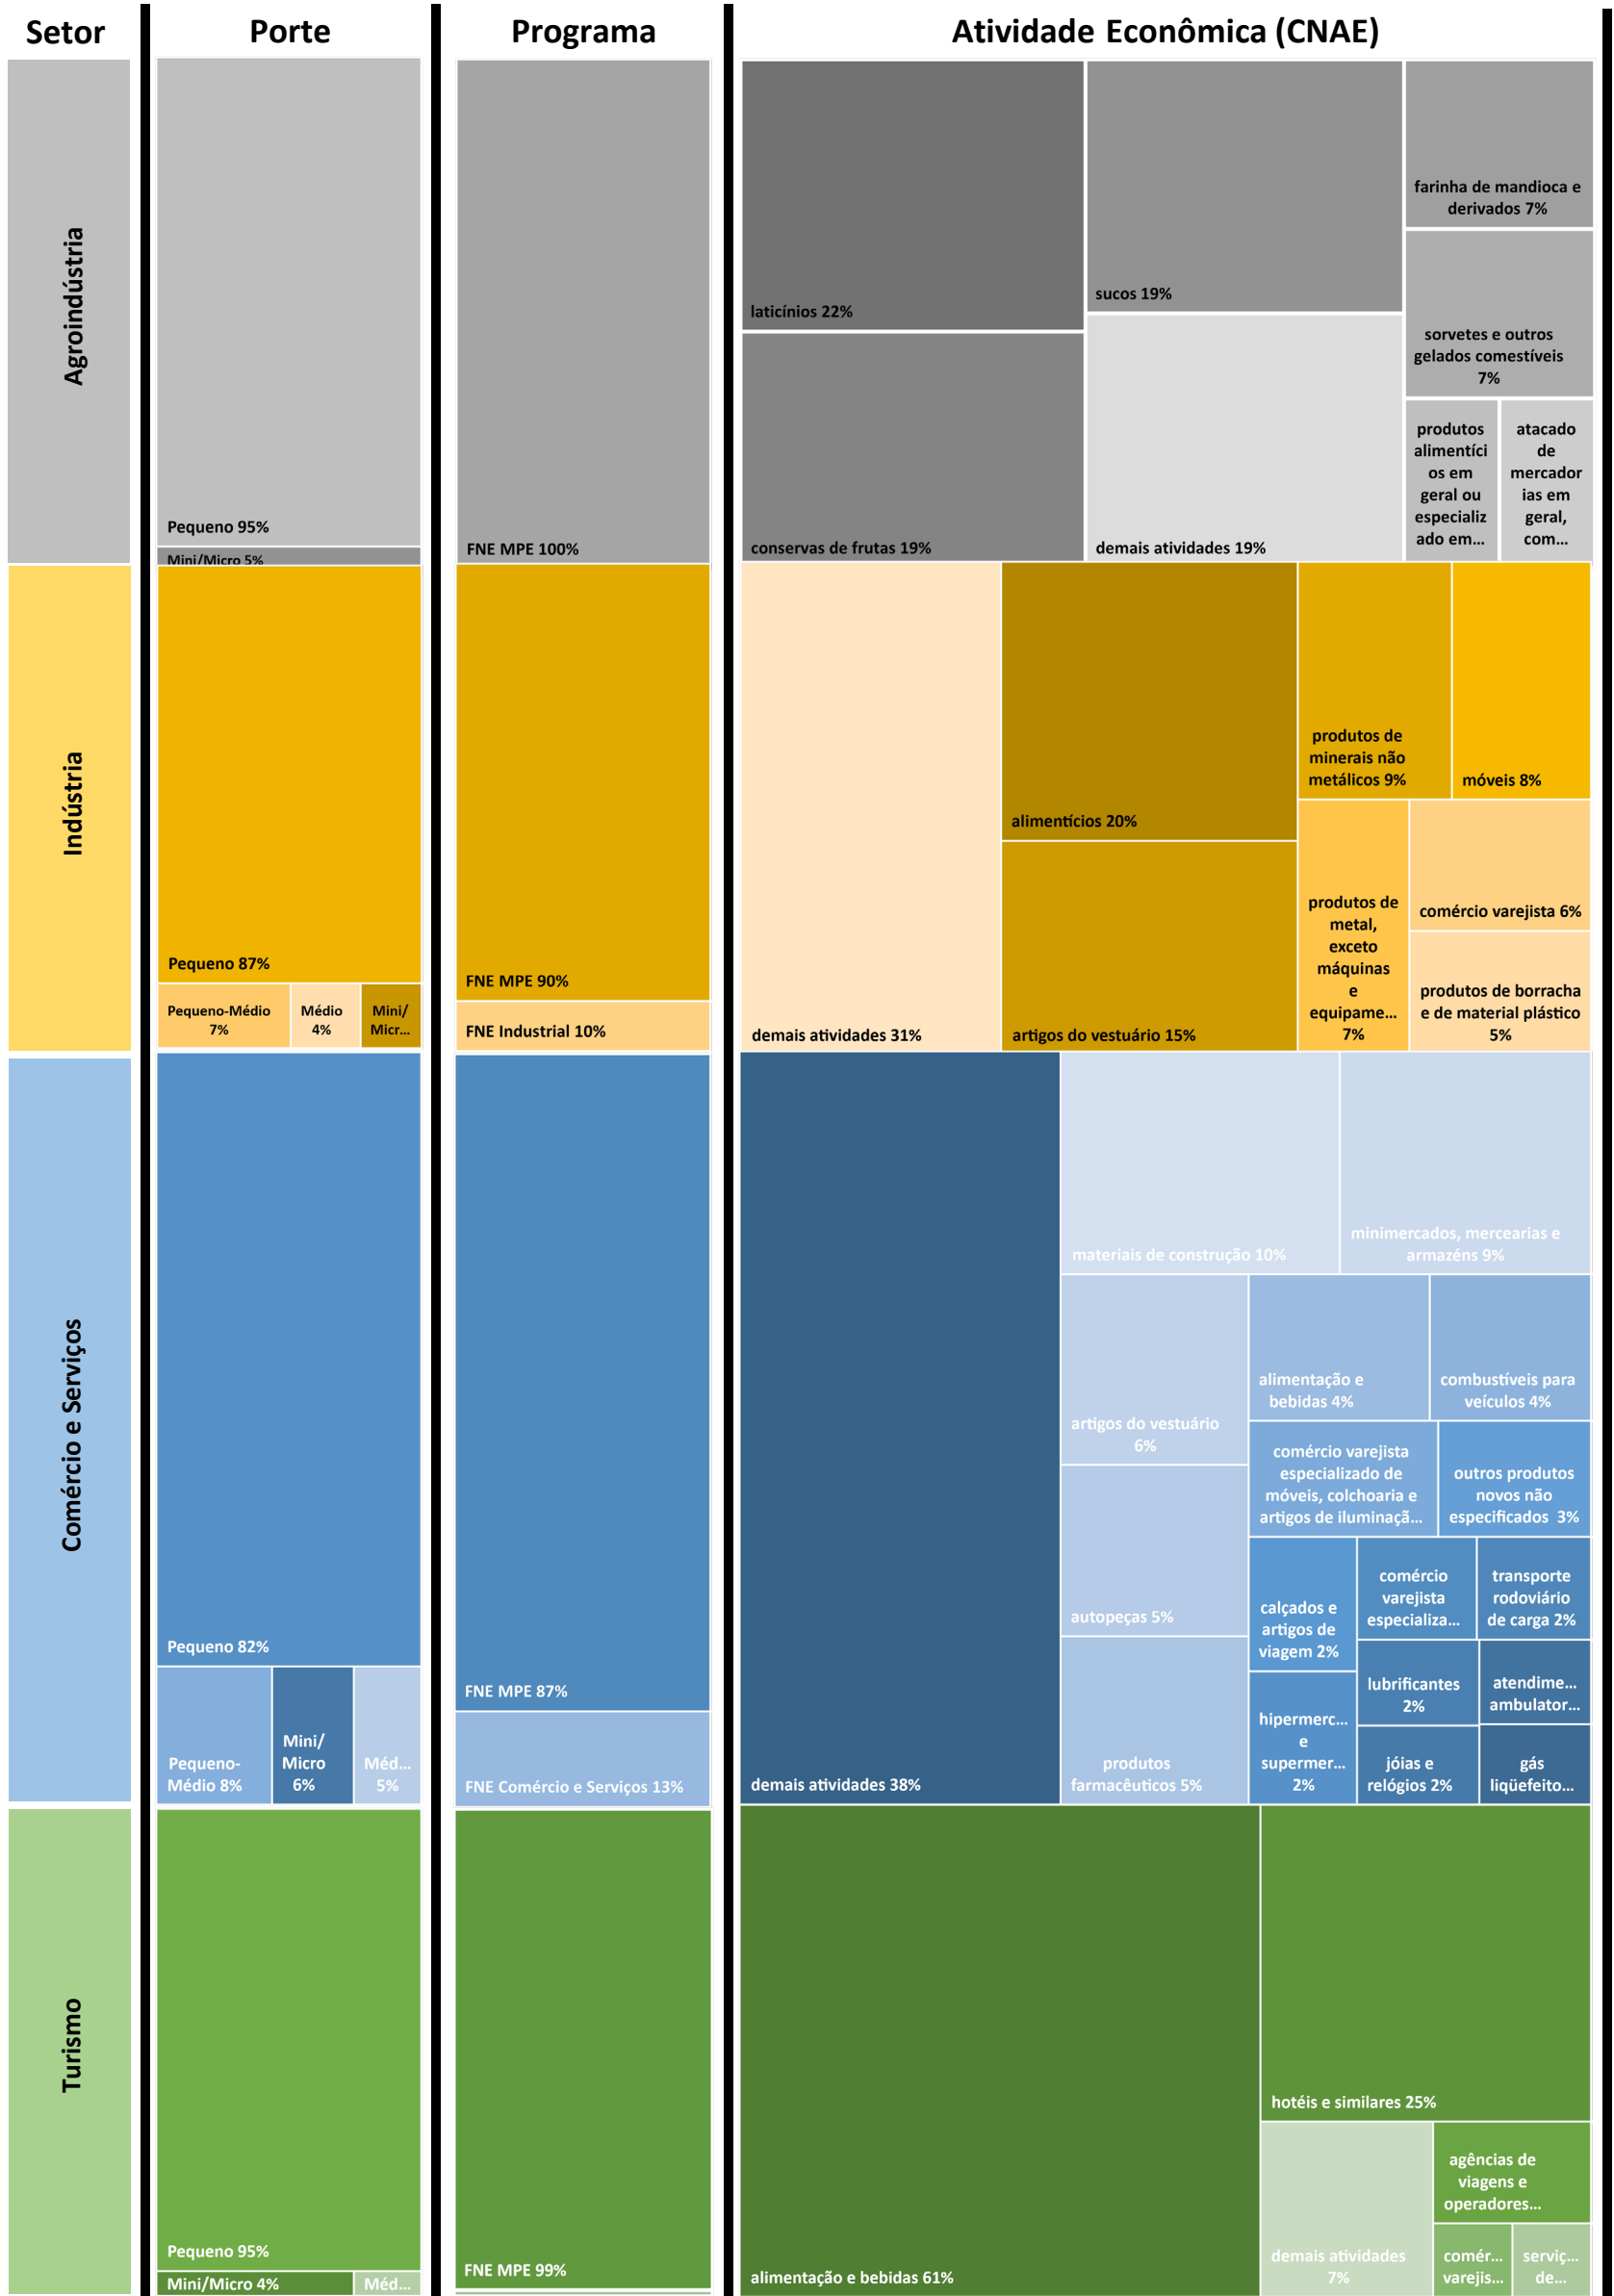 Setor
Porte
Programa
Atividade Econômica (CNAE)
Agroindústria
Pequeno 95%
Mini/Micro 5%
FNE MPE 100%
laticínios 22%
conservas de frutas 19%
sucos 19%
demais atividades 19%
farinha de mandioca e
derivados 7%
sorvetes e outros
gelados comestíveis
7%
produtos
alimentíci
os em
geral ou
especializ
ado em...
atacado
de
mercador
ias em
geral,
com...
Indústria
Pequeno 87%
Pequeno-Médio
7%
Médio
4%
Mini/
Micr...
FNE MPE 90%
FNE Industrial 10%
demais atividades 31%
alimentícios 20%
artigos do vestuário 15%
produtos de
minerais não
metálicos 9%
móveis 8%
produtos de
metal,
exceto
máquinas
e
equipame...
7%
comércio varejista 6%
produtos de borracha
e de material plástico
5%
Comércio e Serviços
Pequeno 82%
Pequeno-
Médio 8%
Mini/
Micro
6%
Méd...
5%
FNE MPE 87%
FNE Comércio e Serviços 13%
demais atividades 38%
materiais de construção 10%
minimercados, mercearias e
armazéns 9%
artigos do vestuário
6%
autopeças 5%
produtos
farmacêuticos 5%
alimentação e
bebidas 4%
combustíveis para
veículos 4%
comércio varejista
especializado de
móveis, colchoaria e
artigos de iluminaçã...
outros produtos
novos não
especificados 3%
calçados e
artigos de
viagem 2%
hipermerc...
e
supermer...
2%
comércio
varejista
especializa...
transporte
rodoviário
de carga 2%
lubrificantes
2%
atendime...
ambulator...
jóias e
relógios 2%
gás
liqüefeito...
Turismo
Pequeno 95%
Mini/Micro 4%
Méd...
FNE MPE 99%
alimentação e bebidas 61%
hotéis e similares 25%
demais atividades
7%
agências de
viagens e
operadores...
comér...
varejis...
serviç...
de...